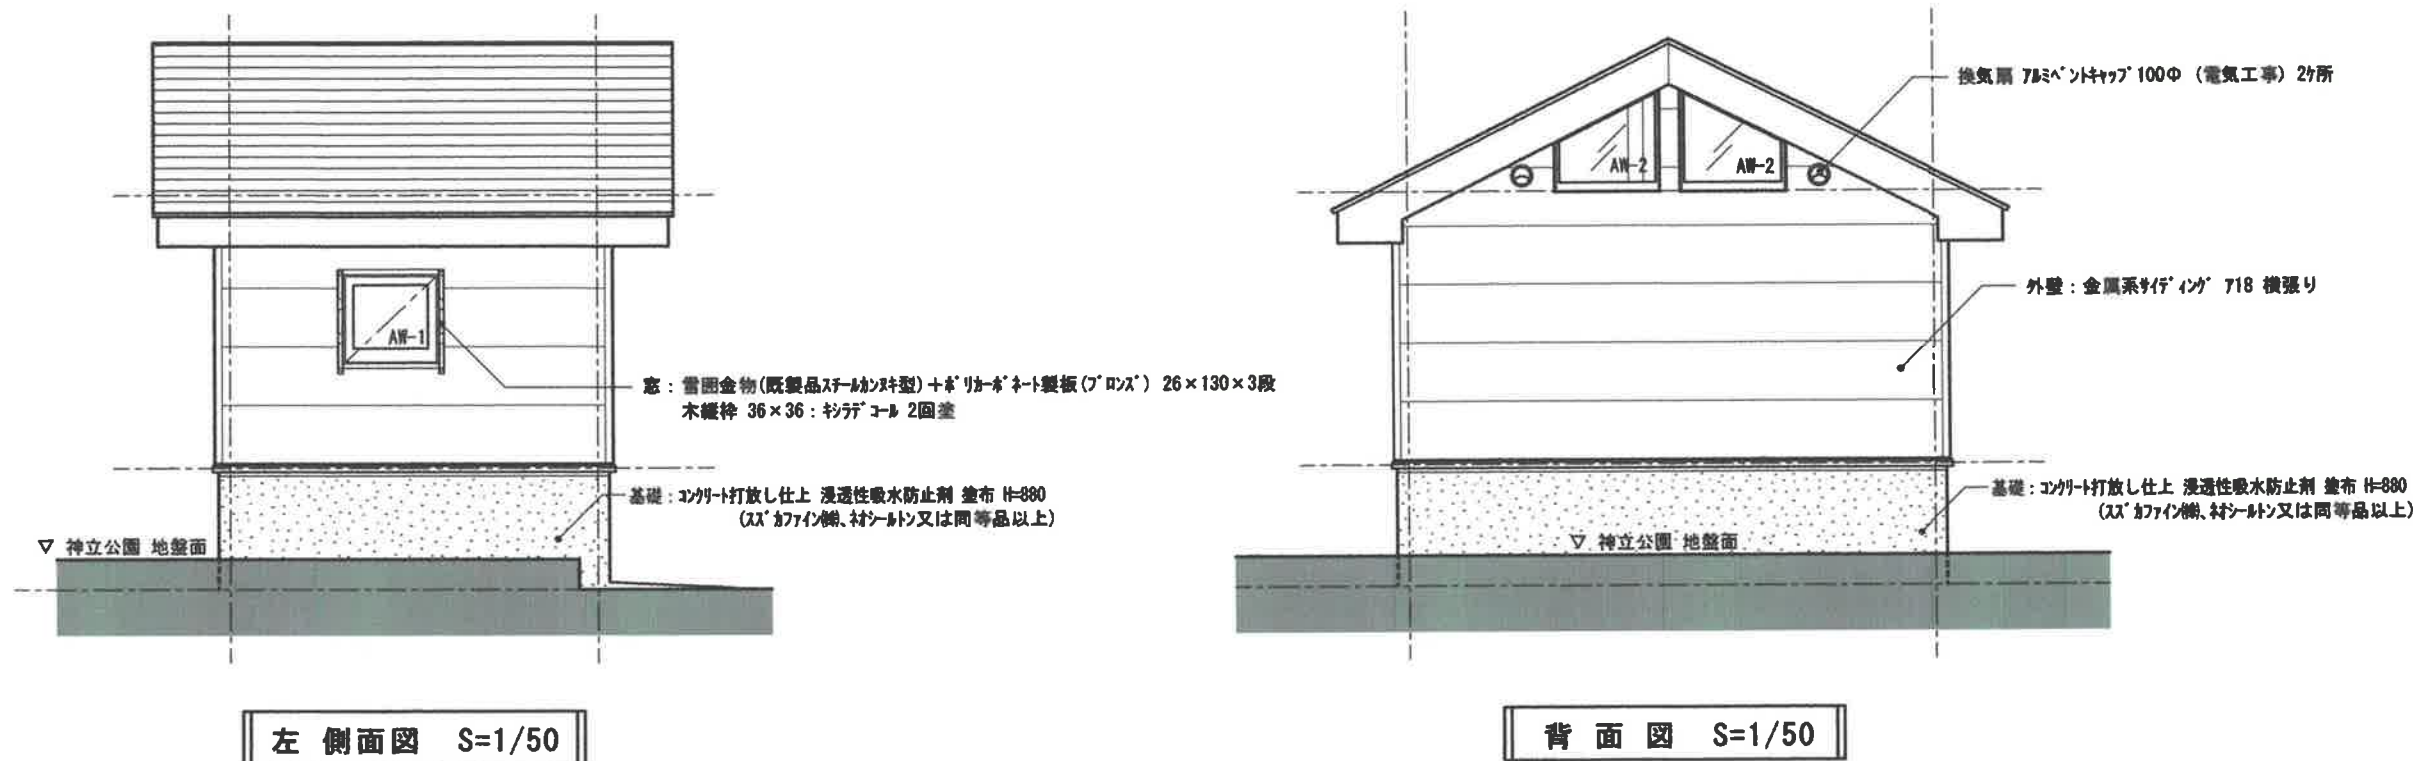 AW-1
窓：雪囲金物(既製品ｽﾁｰﾙｶﾝﾇｷ型)＋ﾎﾟﾘｶｰﾎﾞﾈｰﾄ製板(ﾌﾞﾛﾝｽﾞ) 26×130×3段
木縦枠 36×36：ｷｼﾗﾃﾞｺｰﾙ 2回塗
基礎：ｺﾝｸﾘｰﾄ打放し仕上 浸透性吸水防止剤 塗布 H=880
(ｽｽﾞｶﾌｧｲﾝ㈱、ﾈｵｼｰﾙﾄﾝ又は同等品以上)
▽ 神立公園 地盤面
左 側面図 S=1/50
換気扇 ｱﾙﾐﾍﾞﾝﾄｷｬｯﾌﾟ 100Φ (電気工事) 2ｹ所
AW-2
AW-2
外壁：金属系ｻｲﾃﾞｨﾝｸﾞ ｱ18 横張り
基礎：ｺﾝｸﾘｰﾄ打放し仕上 浸透性吸水防止剤 塗布 H=880
(ｽｽﾞｶﾌｧｲﾝ㈱、ﾈｵｼｰﾙﾄﾝ又は同等品以上)
▽ 神立公園 地盤面
背 面 図 S=1/50